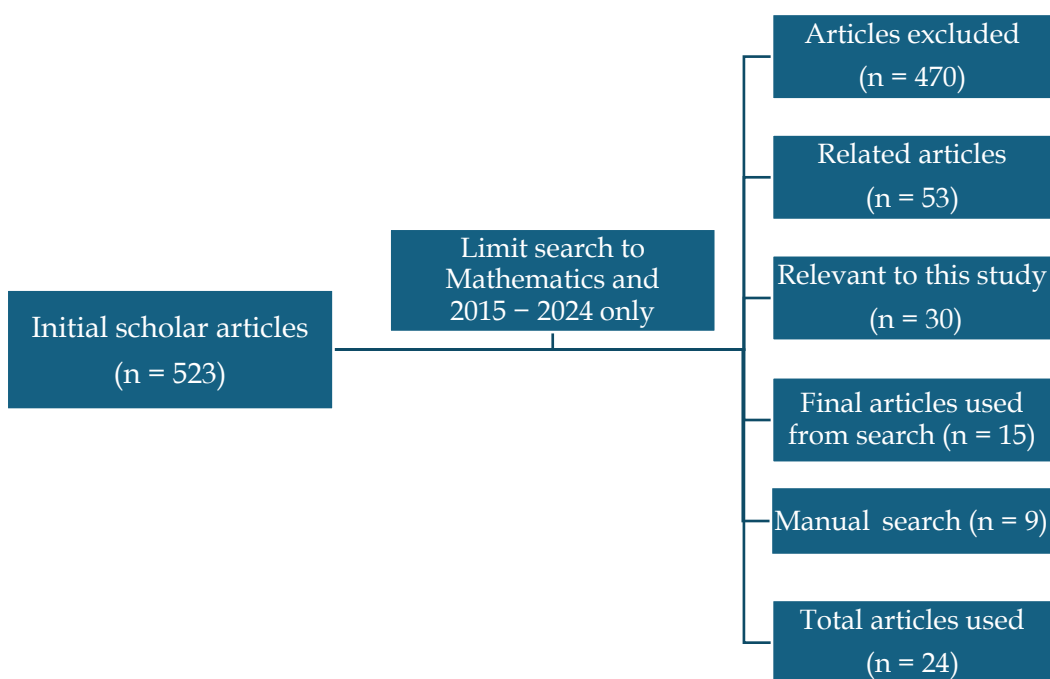 Initial scholar articles
(n = 523)
Limit search to
Mathematics and
2015 − 2024 only
Articles excluded
(n = 470)
Related articles
(n = 53)
Relevant to this study
(n = 30)
Final articles used
from search (n = 15)
Manual search (n = 9)
Total articles used
(n = 24)